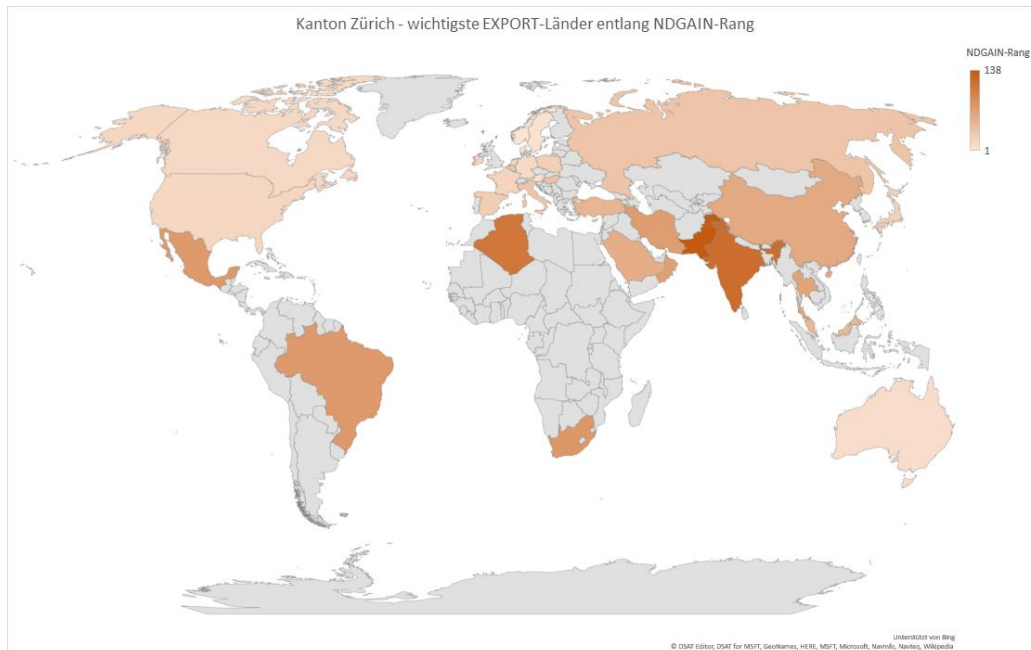 Kanton Zürich - wichtigste EXPORT-Länder entlang NDGAIN-Rang
NDGAIN-Rang
138
1
Unterstützt von Bing
© DSAT Editor, DSAT for MSFT, GeoNames, HERE, MSFT, Microsoft, NavInfo, Navteq, Wikipedia